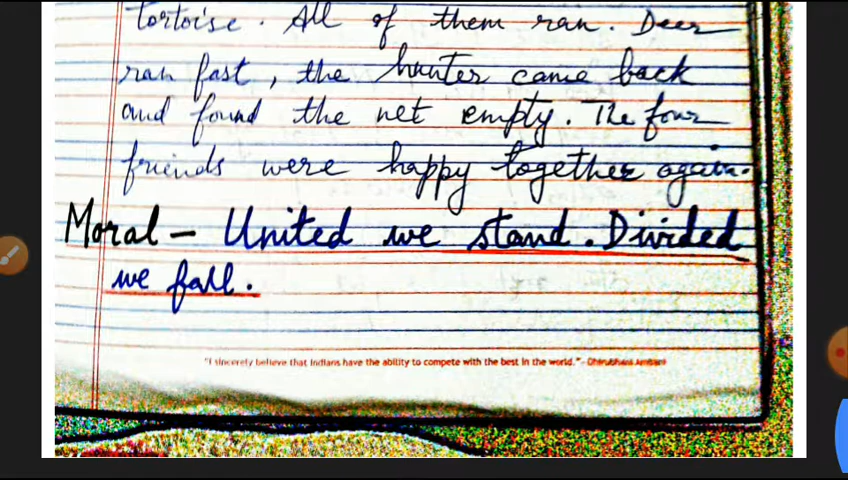 tortoise. All of them ran. Deer
ran fast, the hunter came back
and found the net empty. The four
friends were happy together again.
Moral - United we stand. Divided
we fall.
"I sincerely believe that Indians have the ability to compete with the best in the world." - Dhirubhai Ambani